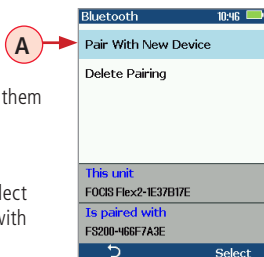 Bluetooth 10:46
A
Pair With New Device
Delete Pairing
them
lect
with
This unit
FOCIS Flex2-1E37B17E
Is paired with
FS200-466F7A3E
Select